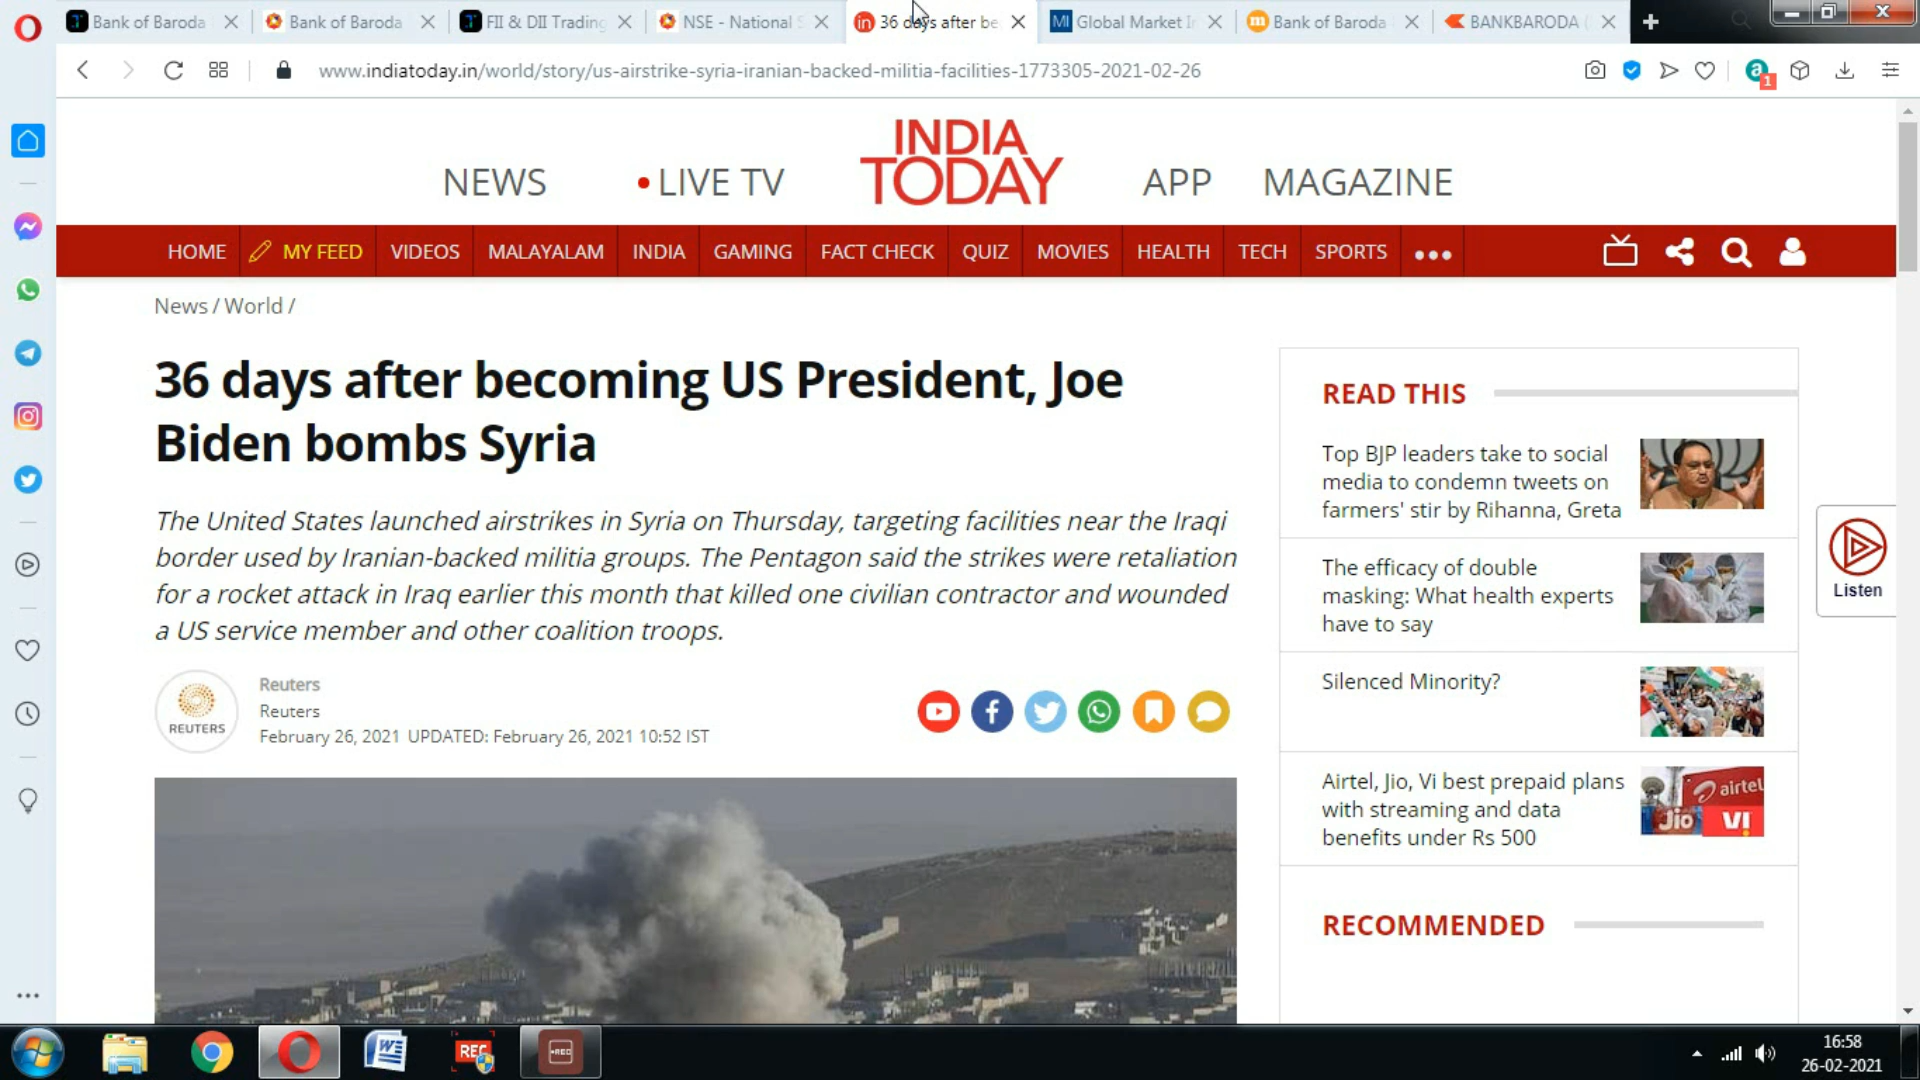 Bank of Baroda
Bank of Baroda
FII & DII Trading
NSE - National S
36 days after be
Global Market I
Bank of Baroda
BANKBARODA (
www.indiatoday.in/world/story/us-airstrike-syria-iranian-backed-militia-facilities-1773305-2021-02-26
1
NEWS
LIVE TV
INDIA
TODAY
APP
MAGAZINE
HOME
MY FEED
VIDEOS
MALAYALAM
INDIA
GAMING
FACT CHECK
QUIZ
MOVIES
HEALTH
TECH
SPORTS
News / World /
36 days after becoming US President, Joe
Biden bombs Syria
The United States launched airstrikes in Syria on Thursday, targeting facilities near the Iraqi
border used by Iranian-backed militia groups. The Pentagon said the strikes were retaliation
for a rocket attack in Iraq earlier this month that killed one civilian contractor and wounded
a US service member and other coalition troops.
REUTERS
Reuters
Reuters
February 26, 2021 UPDATED: February 26, 2021 10:52 IST
READ THIS
Top BJP leaders take to social
media to condemn tweets on
farmers' stir by Rihanna, Greta
The efficacy of double
masking: What health experts
have to say
Silenced Minority?
Airtel, Jio, Vi best prepaid plans
with streaming and data
benefits under Rs 500
airtel
Jio
VI
RECOMMENDED
Listen
REC
REC
16:58
26-02-2021